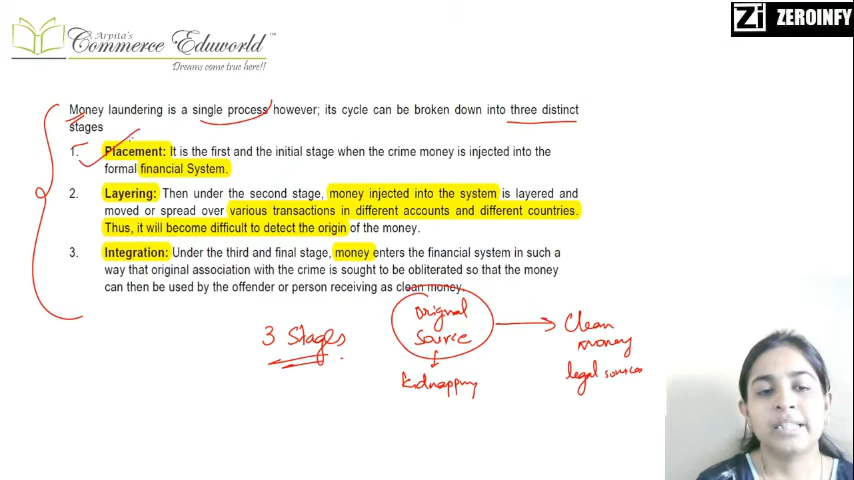 Arpita's
Commerce Eduworld™
Dreams come true here!!
Zi ZEROINFY
Money laundering is a single process however; its cycle can be broken down into three distinct
stages
1. Placement: It is the first and the initial stage when the crime money is injected into the
formal financial System.
2. Layering: Then under the second stage, money injected into the system is layered and
moved or spread over various transactions in different accounts and different countries.
Thus, it will become difficult to detect the origin of the money.
3. Integration: Under the third and final stage, money enters the financial system in such a
way that original association with the crime is sought to be obliterated so that the money
can then be used by the offender or person receiving as clean money.
3 Stages
Original
Source
Kidnapping
Clean
money
legal sources